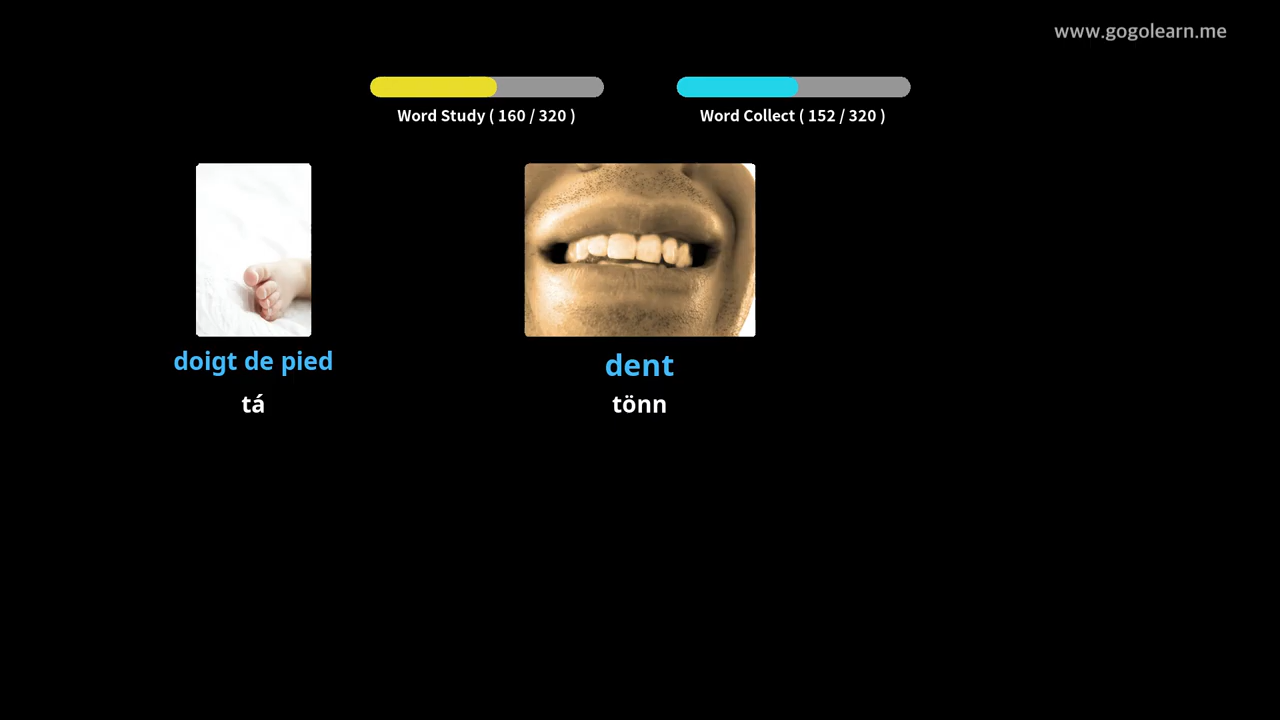 www.gogolearn.me
Word Study ( 160 / 320 )
Word Collect ( 152 / 320 )
doigt de pied
dent
tá
tönn